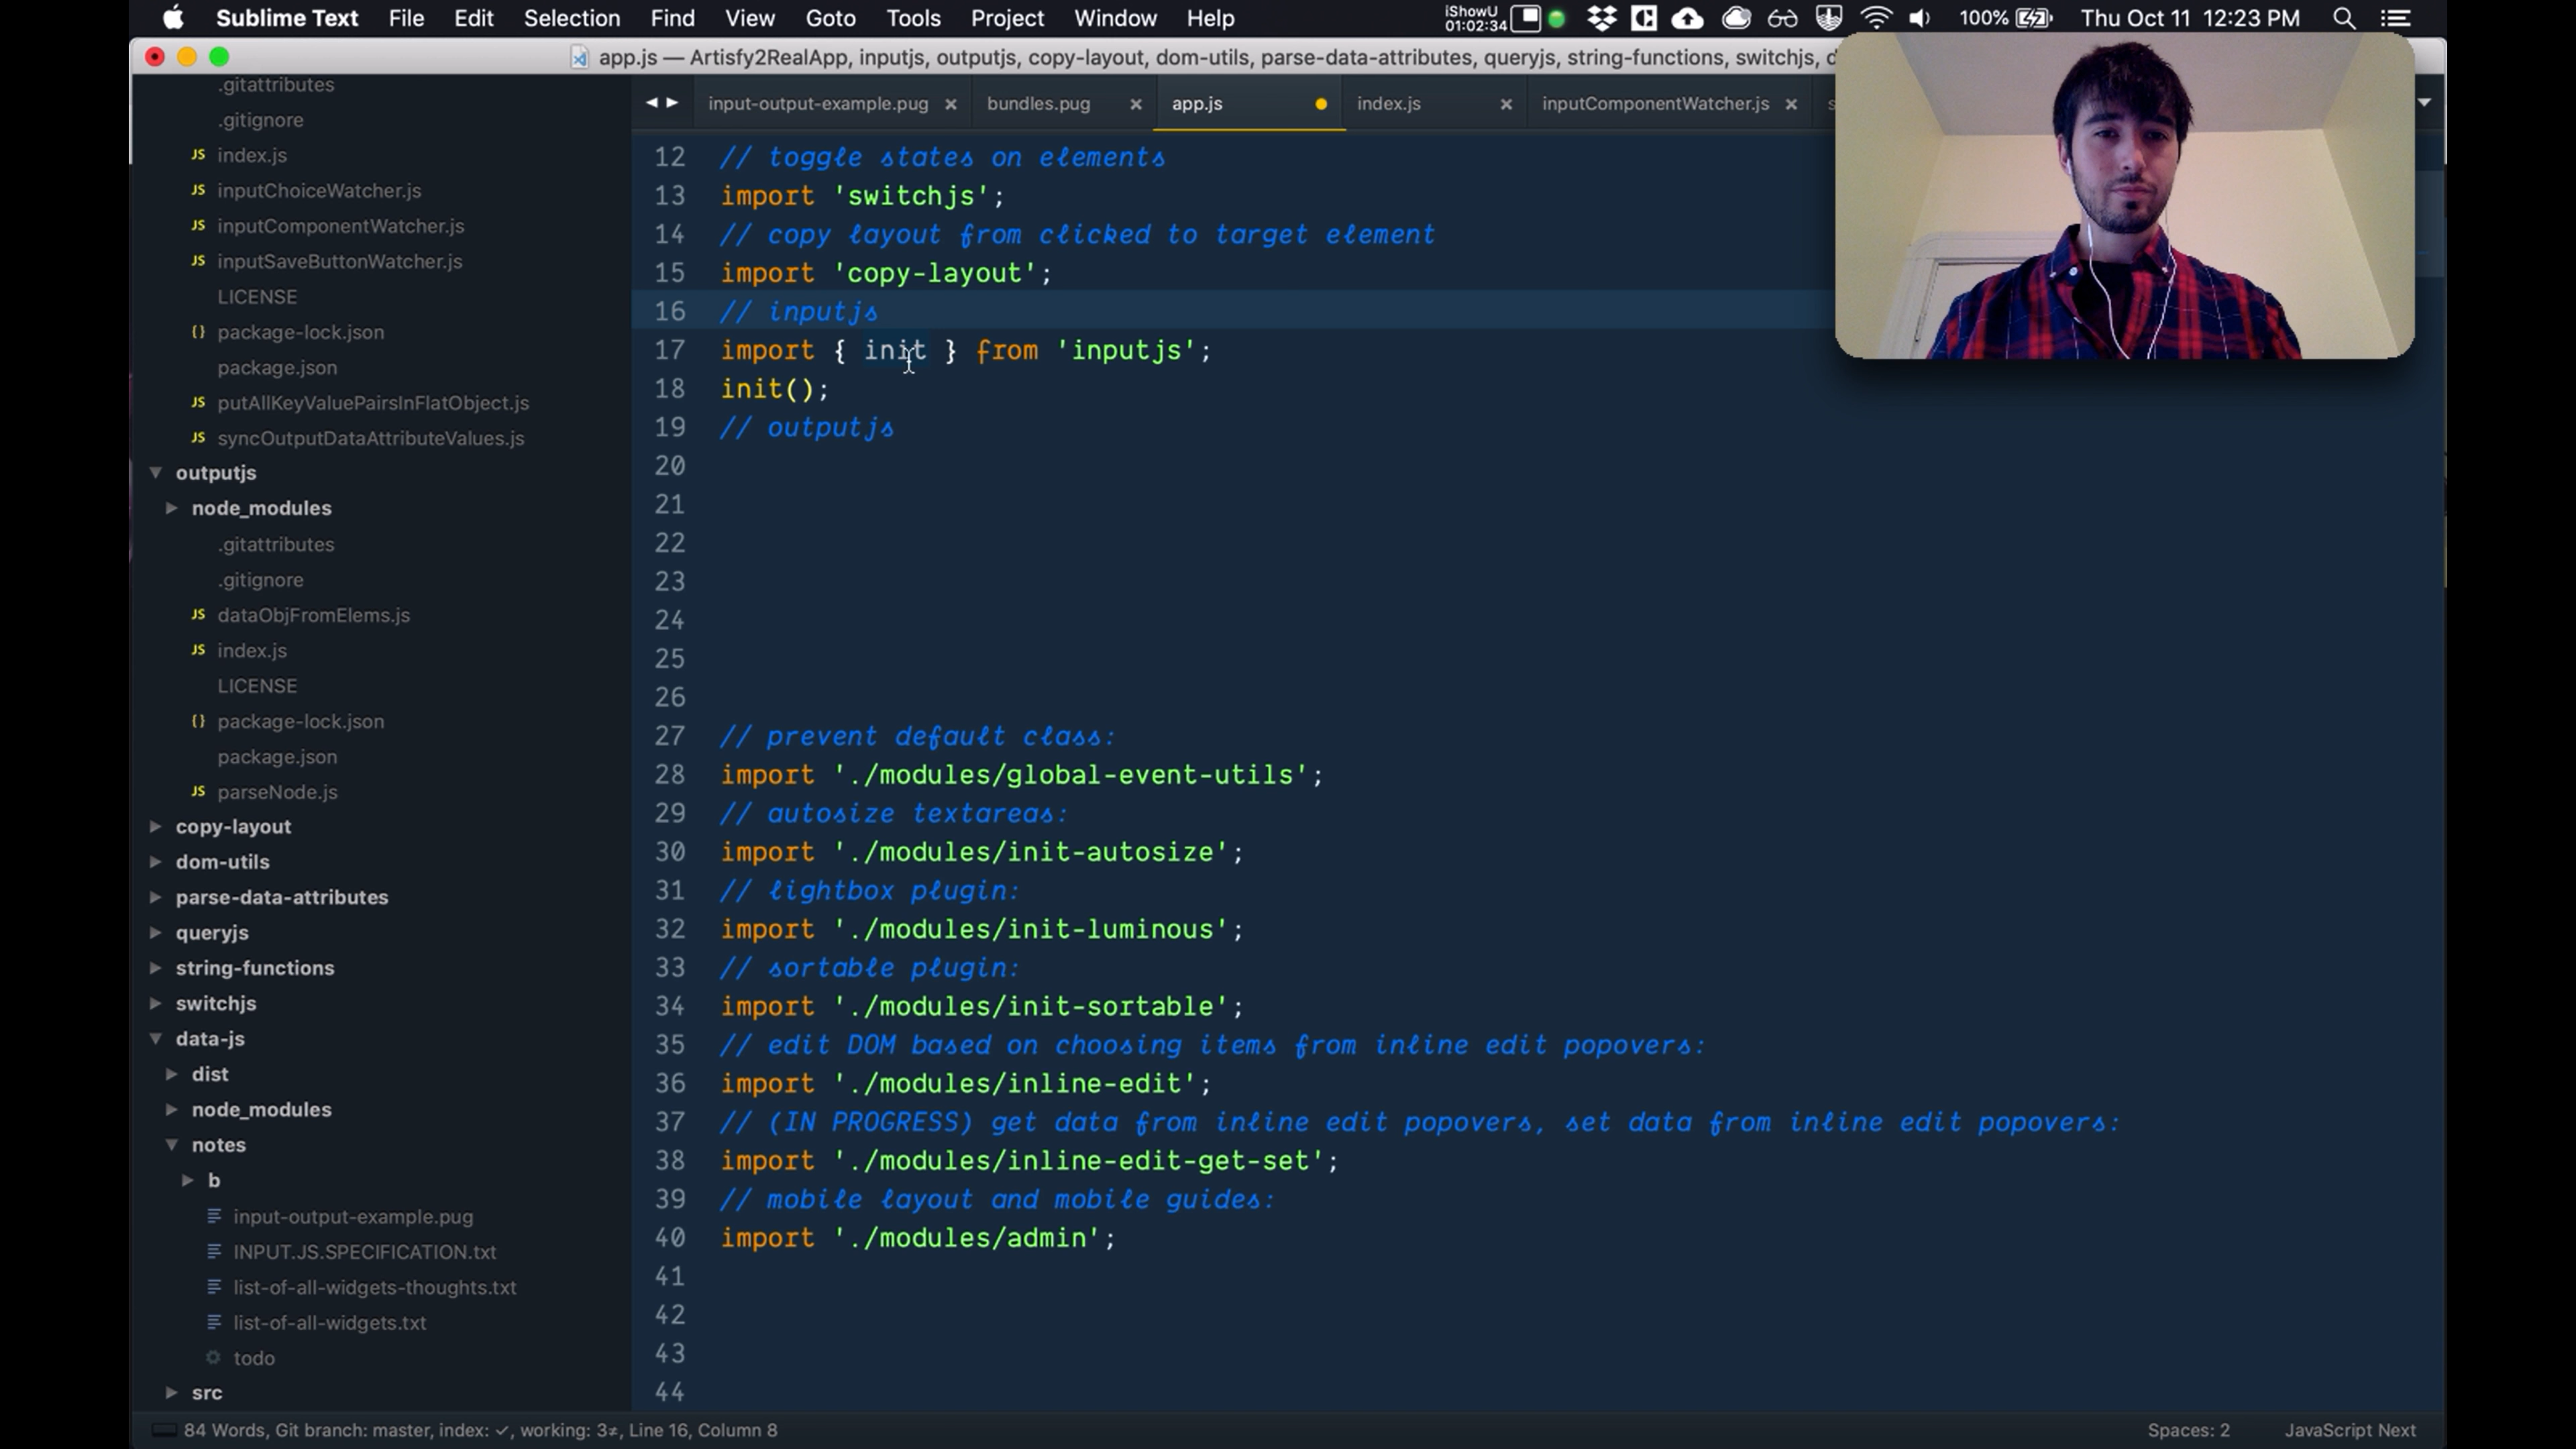 Sublime Text File Edit Selection Find View Goto Tools Project Window Help iShowU 01:02:34 100% Thu Oct 11 12:23 PM
app.js — Artisfy2RealApp, inputjs, outputjs, copy-layout, dom-utils, parse-data-attributes, queryjs, string-functions, switchjs, d
input-output-example.pug bundles.pug app.js index.js inputComponentWatcher.js s
.gitattributes
.gitignore
JS index.js
JS inputChoiceWatcher.js
JS inputComponentWatcher.js
JS inputSaveButtonWatcher.js
LICENSE
{} package-lock.json
package.json
JS putAllKeyValuePairsInFlatObject.js
JS syncOutputDataAttributeValues.js
outputjs
node_modules
.gitattributes
.gitignore
JS dataObjFromElems.js
JS index.js
LICENSE
{} package-lock.json
package.json
JS parseNode.js
copy-layout
dom-utils
parse-data-attributes
queryjs
string-functions
switchjs
data-js
dist
node_modules
notes
b
input-output-example.pug
INPUT.JS.SPECIFICATION.txt
list-of-all-widgets-thoughts.txt
list-of-all-widgets.txt
todo
src
12 // toggle states on elements
13 import 'switchjs';
14 // copy layout from clicked to target element
15 import 'copy-layout';
16 // inputjs
17 import { init } from 'inputjs';
18 init();
19 // outputjs
20
21
22
23
24
25
26
27 // prevent default class:
28 import './modules/global-event-utils';
29 // autosize textareas:
30 import './modules/init-autosize';
31 // lightbox plugin:
32 import './modules/init-luminous';
33 // sortable plugin:
34 import './modules/init-sortable';
35 // edit DOM based on choosing items from inline edit popovers:
36 import './modules/inline-edit';
37 // (IN PROGRESS) get data from inline edit popovers, set data from inline edit popovers:
38 import './modules/inline-edit-get-set';
39 // mobile layout and mobile guides:
40 import './modules/admin';
41
42
43
44
84 Words, Git branch: master, index: ✓, working: 3≠, Line 16, Column 8 Spaces: 2 JavaScript Next